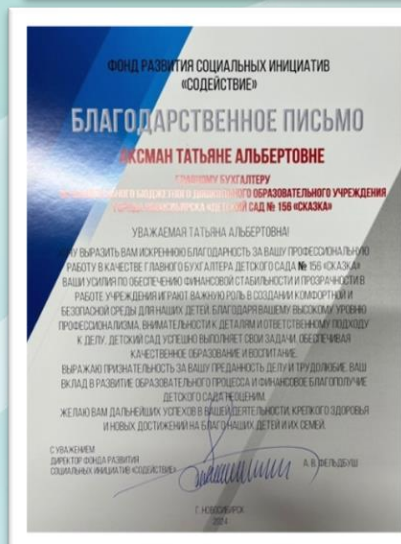 ФОНД РАЗВИТИЯ СОЦИАЛЬНЫХ ИНИЦИАТИВ
«СОДЕЙСТВИЕ»
БЛАГОДАРСТВЕННОЕ ПИСЬМО
АКСМАН ТАТЬЯНЕ АЛЬБЕРТОВНЕ
ГЛАВНОМУ БУХГАЛТЕРУ
ОБРАЗОВАТЕЛЬНОГО УЧРЕЖДЕНИЯ
«ДЕТСКИЙ САД № 156 «СКАЗКА»
УВАЖАЕМАЯ ТАТЬЯНА АЛЬБЕРТОВНА!
ХОЧУ ВЫРАЗИТЬ ВАМ ИСКРЕННЮЮ БЛАГОДАРНОСТЬ ЗА ВАШУ ПРОФЕССИОНАЛЬНУЮ
РАБОТУ В КАЧЕСТВЕ ГЛАВНОГО БУХГАЛТЕРА ДЕТСКОГО САДА № 156 «СКАЗКА»
ВАШИ УСИЛИЯ ПО ОБЕСПЕЧЕНИЮ ФИНАНСОВОЙ СТАБИЛЬНОСТИ И ПРОЗРАЧНОСТИ В
РАБОТЕ УЧРЕЖДЕНИЯ ИГРАЮТ ВАЖНУЮ РОЛЬ В СОЗДАНИИ КОМФОРТНОЙ И
БЕЗОПАСНОЙ СРЕДЫ ДЛЯ НАШИХ ДЕТЕЙ. БЛАГОДАРЯ ВАШЕМУ ВЫСОКОМУ УРОВНЮ
ПРОФЕССИОНАЛИЗМА, ВНИМАТЕЛЬНОСТИ К ДЕТАЛЯМ И ОТВЕТСТВЕННОМУ ПОДХОДУ
К ДЕЛУ, ДЕТСКИЙ САД УСПЕШНО ВЫПОЛНЯЕТ СВОИ ЗАДАЧИ, ОБЕСПЕЧИВАЯ
КАЧЕСТВЕННОЕ ОБРАЗОВАНИЕ И ВОСПИТАНИЕ.
ВЫРАЖАЮ ПРИЗНАТЕЛЬНОСТЬ ЗА ВАШУ ПРЕДАННОСТЬ ДЕЛУ И ТРУДОЛЮБИЕ. ВАШ
ВКЛАД В РАЗВИТИЕ ОБРАЗОВАТЕЛЬНОГО ПРОЦЕССА И ФИНАНСОВОЕ БЛАГОПОЛУЧИЕ
ДЕТСКОГО САДА НЕОЦЕНИМ.
ЖЕЛАЮ ВАМ ДАЛЬНЕЙШИХ УСПЕХОВ В ВАШЕЙ ДЕЯТЕЛЬНОСТИ, КРЕПКОГО ЗДОРОВЬЯ
И НОВЫХ ДОСТИЖЕНИЙ НА БЛАГО НАШИХ ДЕТЕЙ И ИХ СЕМЕЙ.
С УВАЖЕНИЕМ
ДИРЕКТОР ФОНДА РАЗВИТИЯ
СОЦИАЛЬНЫХ ИНИЦИАТИВ «СОДЕЙСТВИЕ»
А. В. ФЕЛЬДБУШ
Г. НОВОСИБИРСК
2024